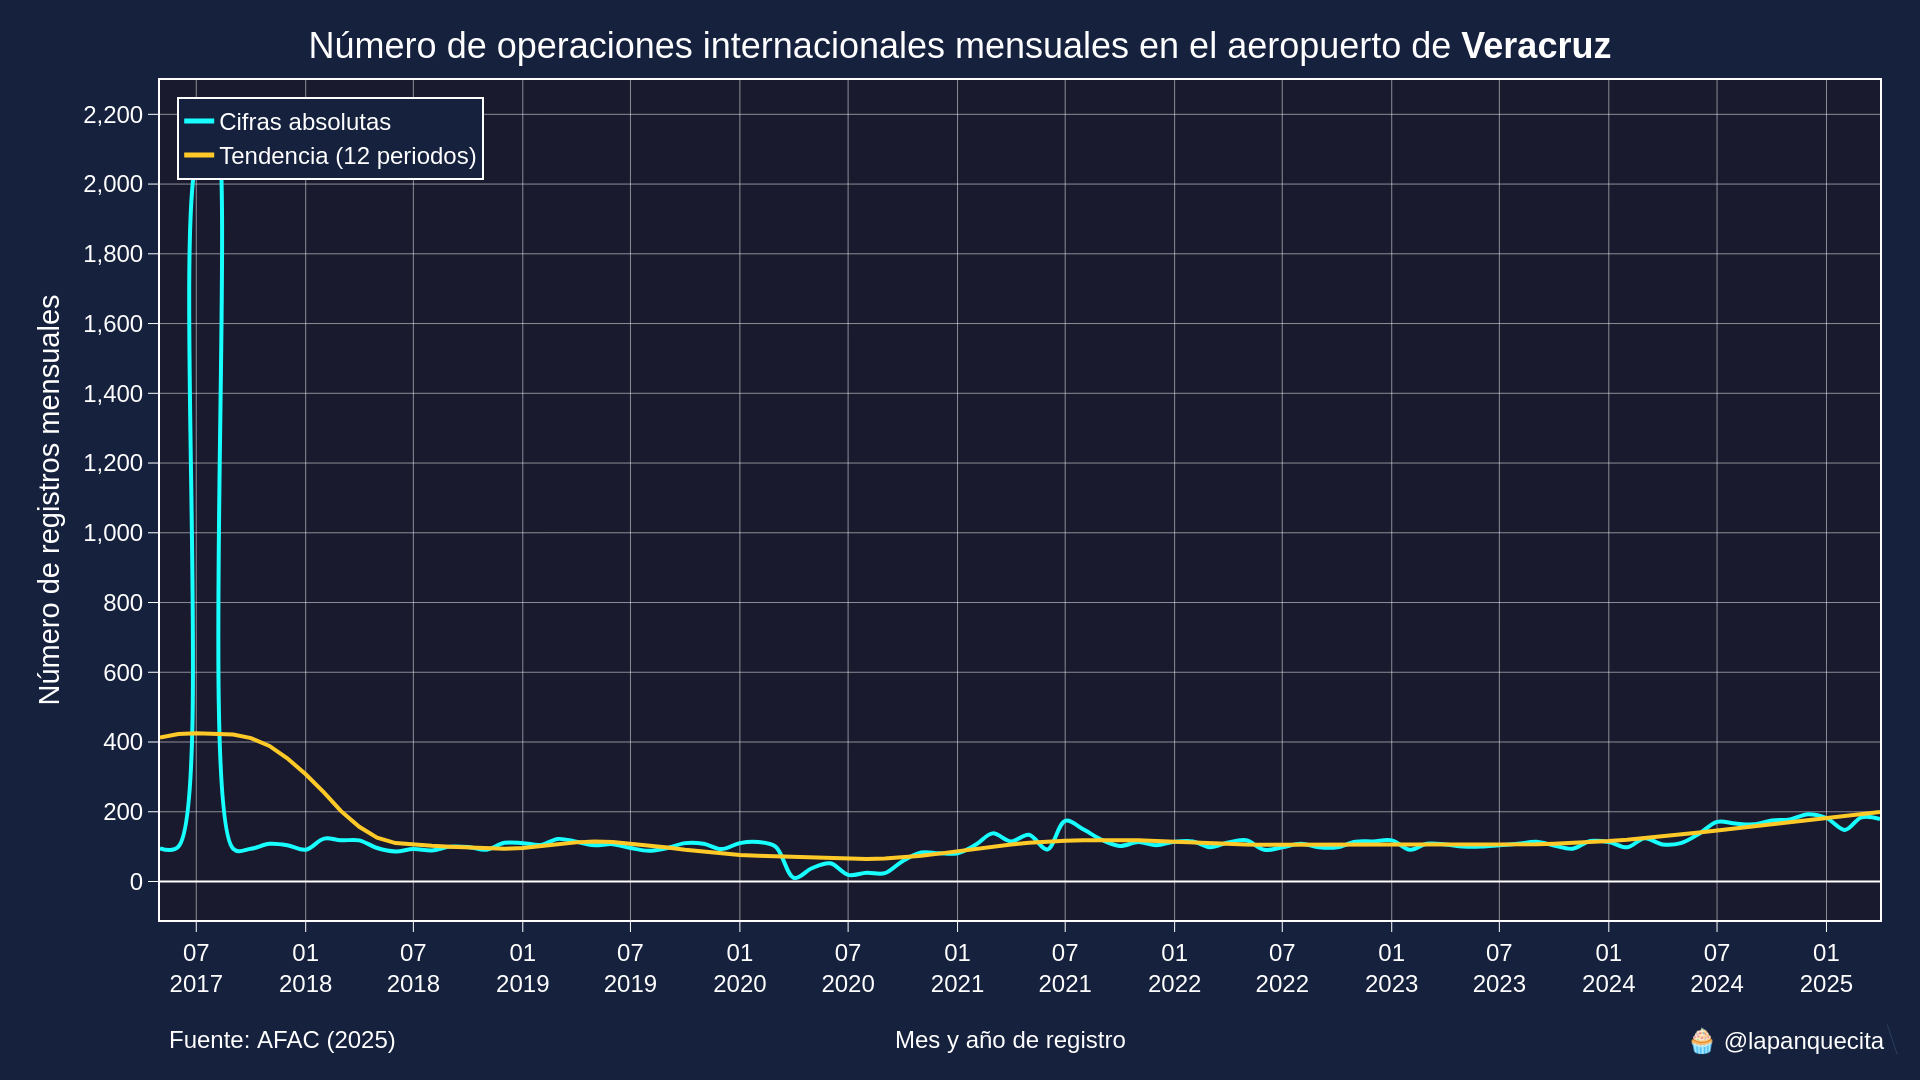 Número de operaciones internacionales mensuales en el aeropuerto de Veracruz
Cifras absolutas
Tendencia (12 periodos)
Número de registros mensuales
2,200
2,000
1,800
1,600
1,400
1,200
1,000
800
600
400
200
0
07 01 07 01 07 01 07 01 07 01 07 01 07 01 07 01
2017 2018 2018 2019 2019 2020 2020 2021 2021 2022 2022 2023 2023 2024 2024 2025
Fuente: AFAC (2025)
Mes y año de registro
🧁 @lapanquecita